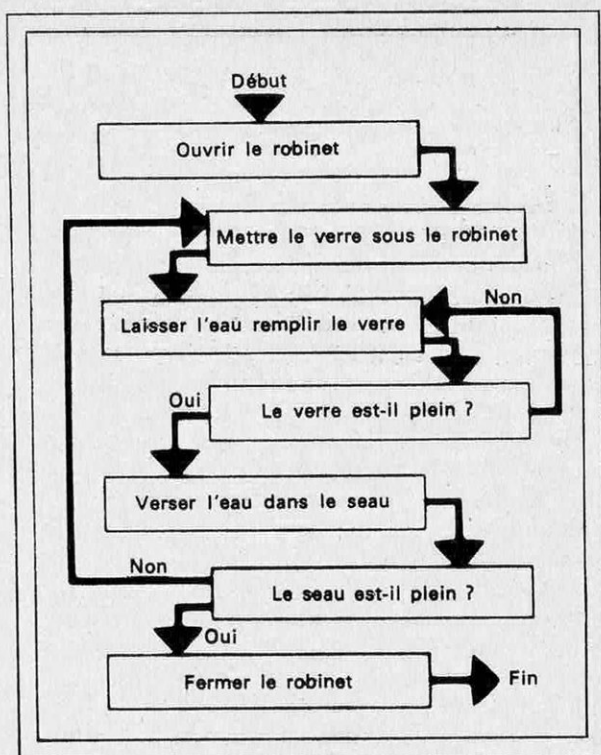 Début
Ouvrir le robinet
Mettre le verre sous le robinet
Non
Laisser l'eau remplir le verre
Le verre est-il plein ?
Oui
Verser l'eau dans le seau
Non
Le seau est-il plein ?
Oui
Fermer le robinet
Fin